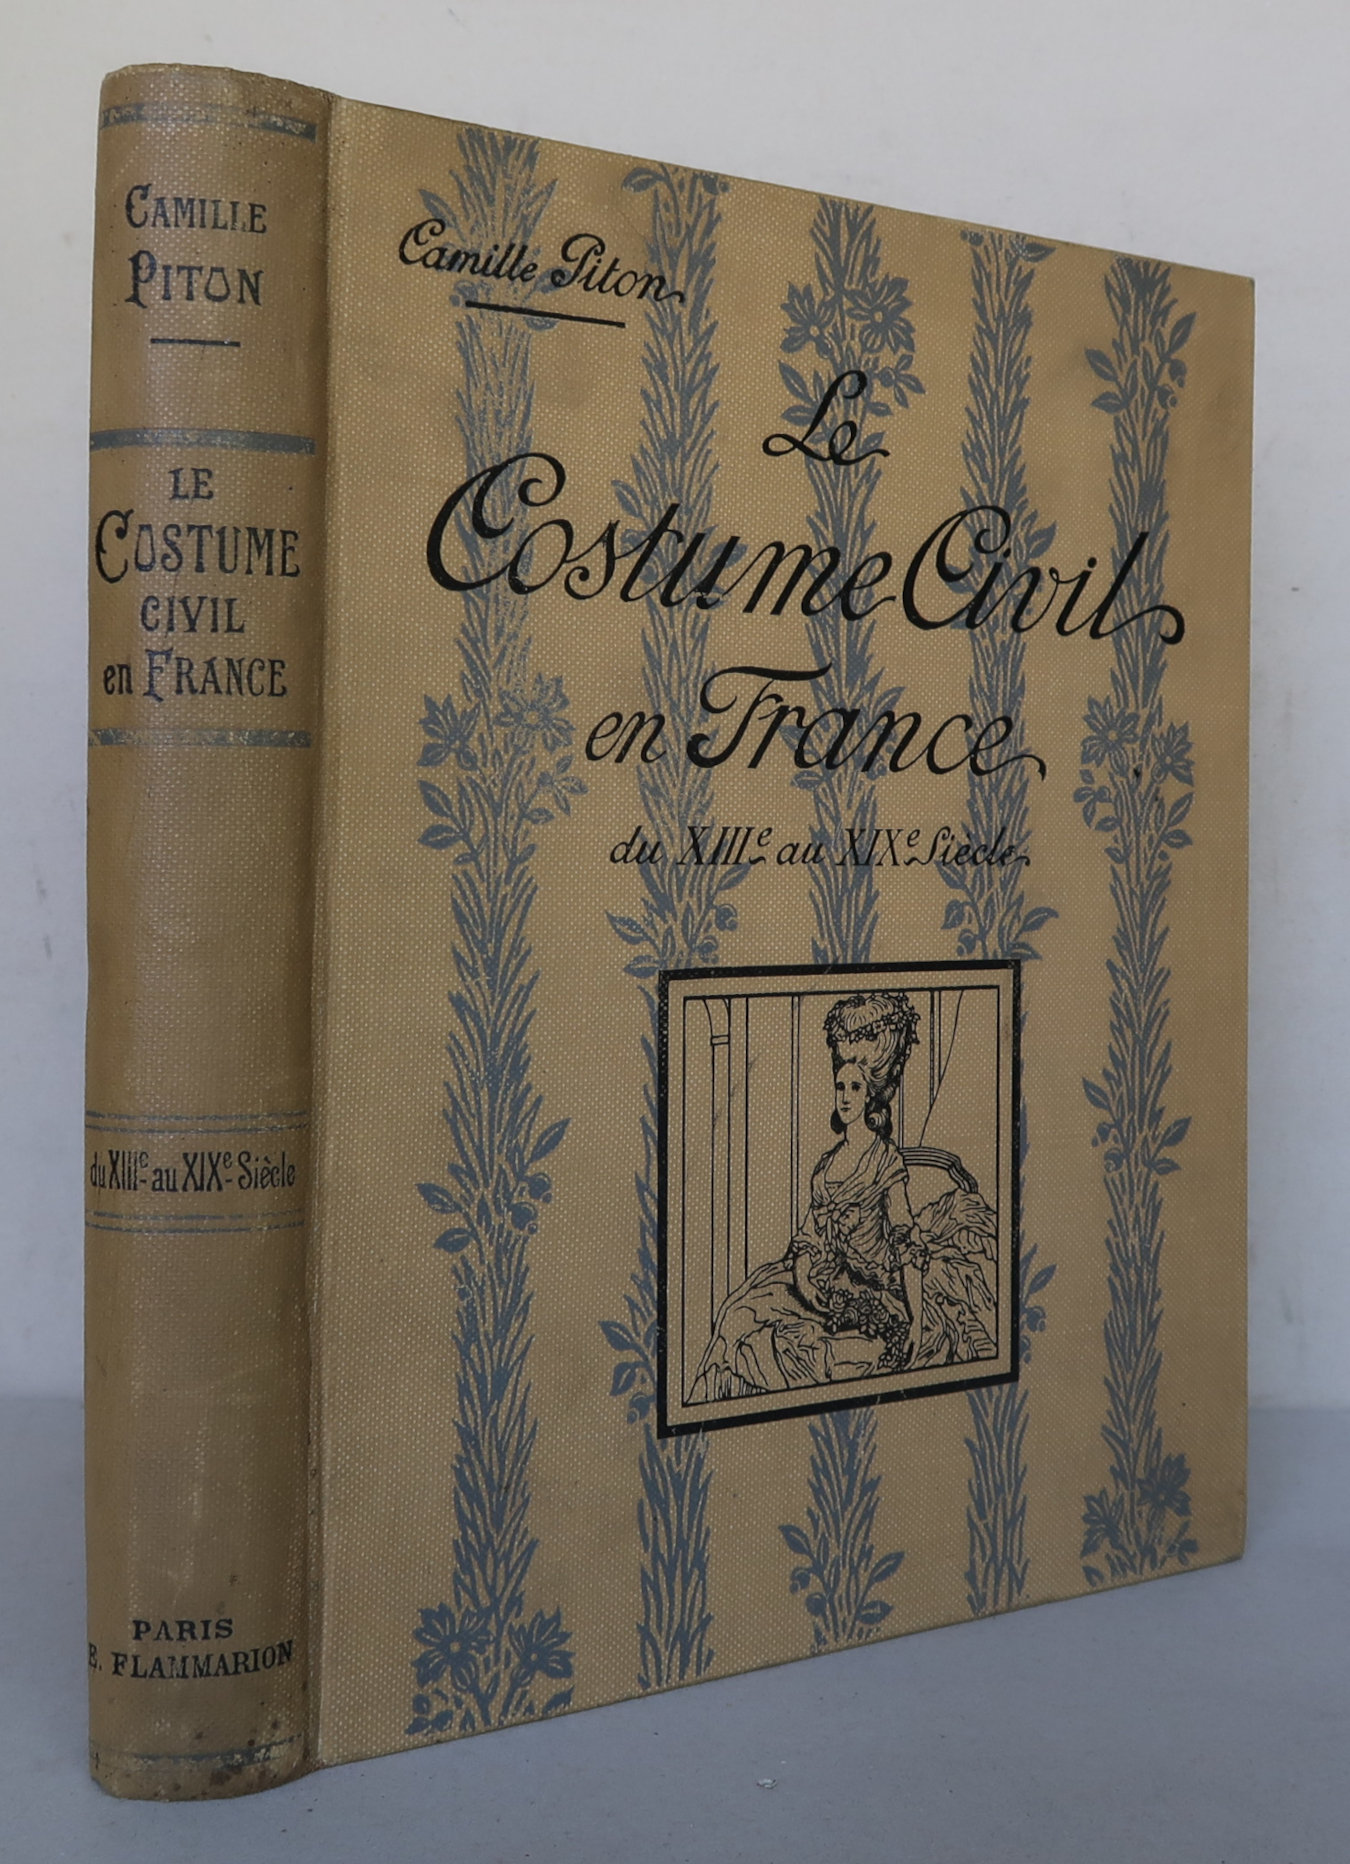 CAMILLE
PITON
LE
COSTUME
CIVIL
en FRANCE
du XIIIe au XIXe Siècle
PARIS
E. FLAMMARION
Camille Piton
Le
Costume Civil
en France
du XIIIe au XIXe Siècle